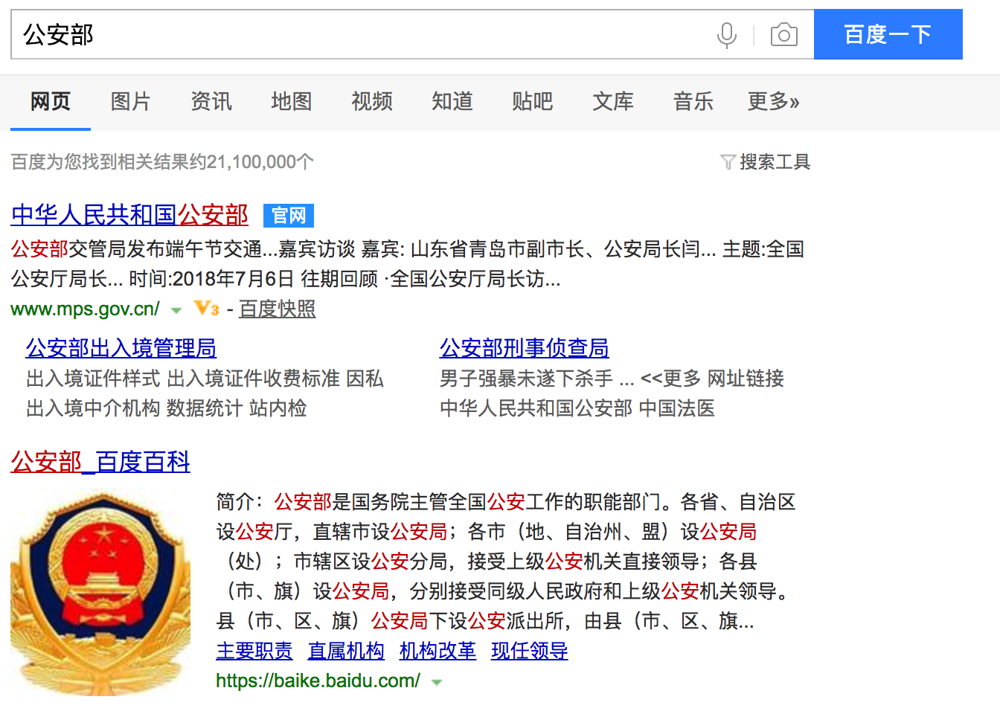 公安部
百度一下
网页 图片 资讯 地图 视频 知道 贴吧 文库 音乐 更多»
百度为您找到相关结果约21,100,000个 搜索工具
中华人民共和国公安部 官网
公安部交管局发布端午节交通...嘉宾访谈 嘉宾: 山东省青岛市副市长、公安局长闫... 主题:全国
公安厅局长... 时间:2018年7月6日 往期回顾 ·全国公安厅局长访...
www.mps.gov.cn/ V3 - 百度快照
公安部出入境管理局
出入境证件样式 出入境证件收费标准 因私
出入境中介机构 数据统计 站内检
公安部刑事侦查局
男子强暴未遂下杀手 ... <<更多 网址链接
中华人民共和国公安部 中国法医
公安部_百度百科
简介：公安部是国务院主管全国公安工作的职能部门。各省、自治区
设公安厅，直辖市设公安局；各市（地、自治州、盟）设公安局
（处）；市辖区设公安分局，接受上级公安机关直接领导；各县
（市、旗）设公安局，分别接受同级人民政府和上级公安机关领导。
县（市、区、旗）公安局下设公安派出所，由县（市、区、旗...
主要职责 直属机构 机构改革 现任领导
https://baike.baidu.com/